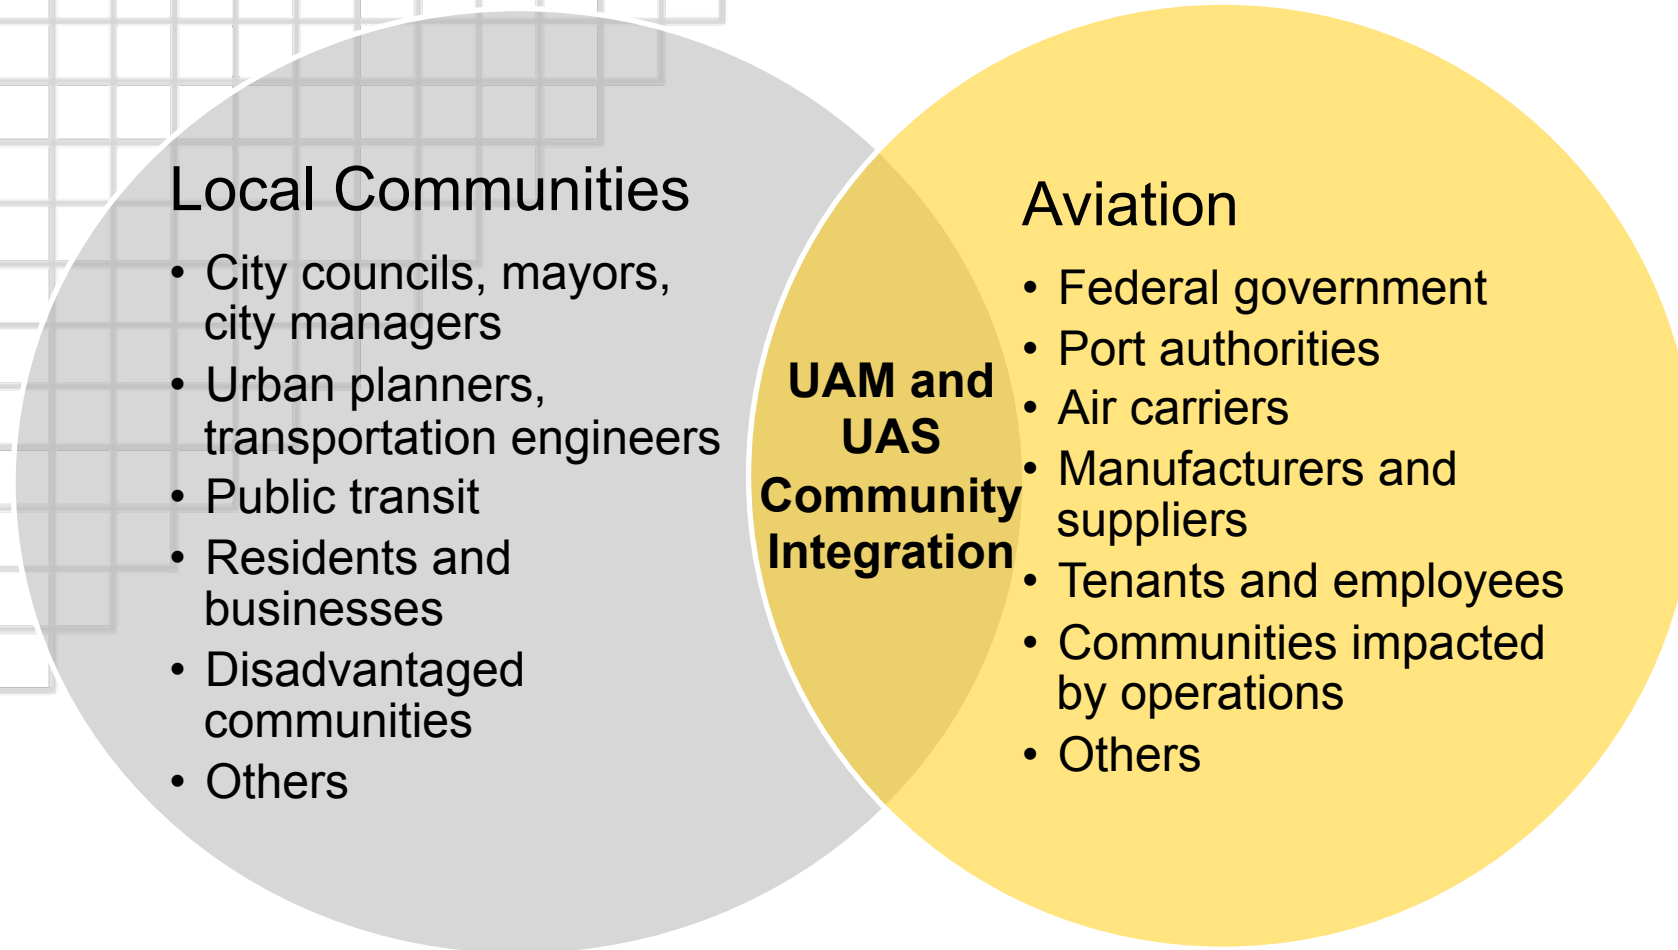 Local Communities
• City councils, mayors,
city managers
• Urban planners,
transportation engineers
• Public transit
• Residents and
businesses
• Disadvantaged
communities
• Others
UAM and
UAS
Community
Integration
Aviation
• Federal government
• Port authorities
• Air carriers
• Manufacturers and
suppliers
• Tenants and employees
• Communities impacted
by operations
• Others